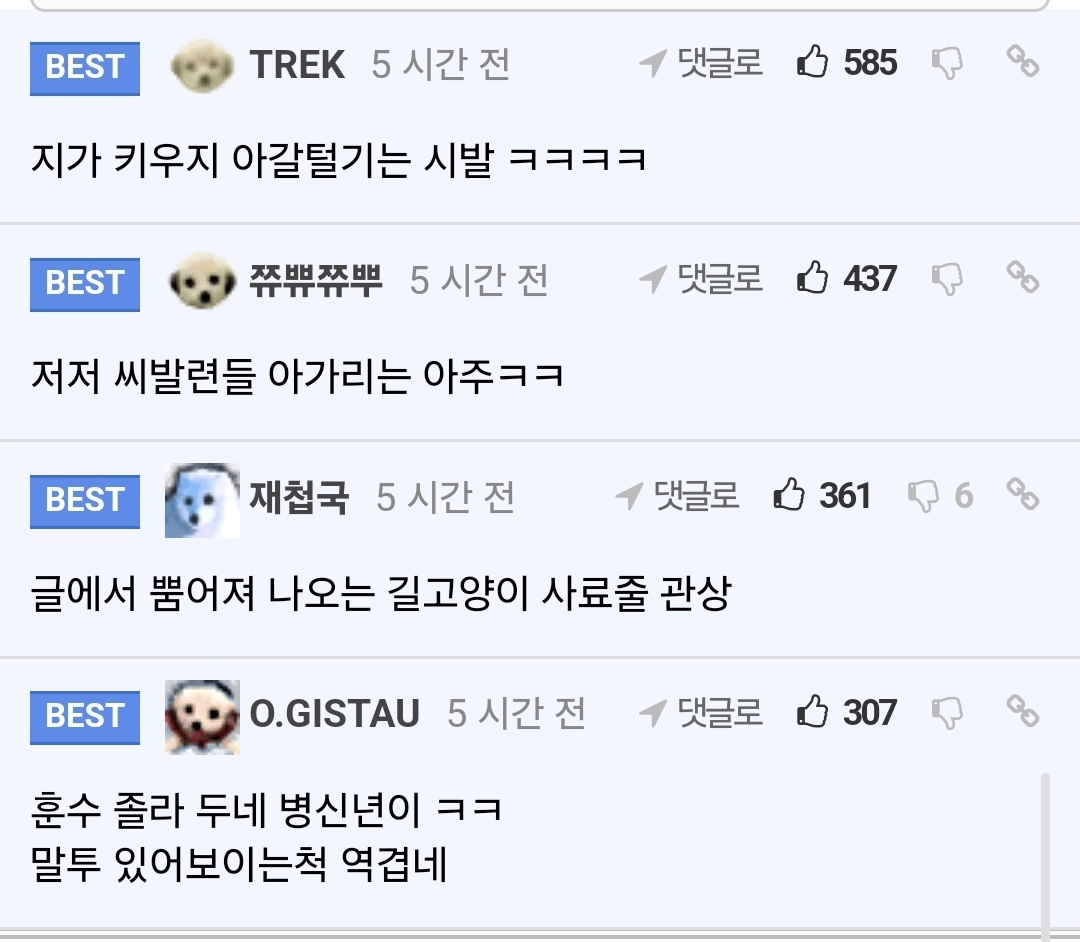 BEST TREK 5 시간 전 댓글로 585
지가 키우지 아갈털기는 시발 ㅋㅋㅋㅋ
BEST 쮸쀼쮸뿌 5 시간 전 댓글로 437
저저 씨발련들 아가리는 아주ㅋㅋ
BEST 재첩국 5 시간 전 댓글로 361 6
글에서 뿜어져 나오는 길고양이 사료줄 관상
BEST O.GISTAU 5 시간 전 댓글로 307
훈수 졸라 두네 병신년이 ㅋㅋ
말투 있어보이는척 역겹네